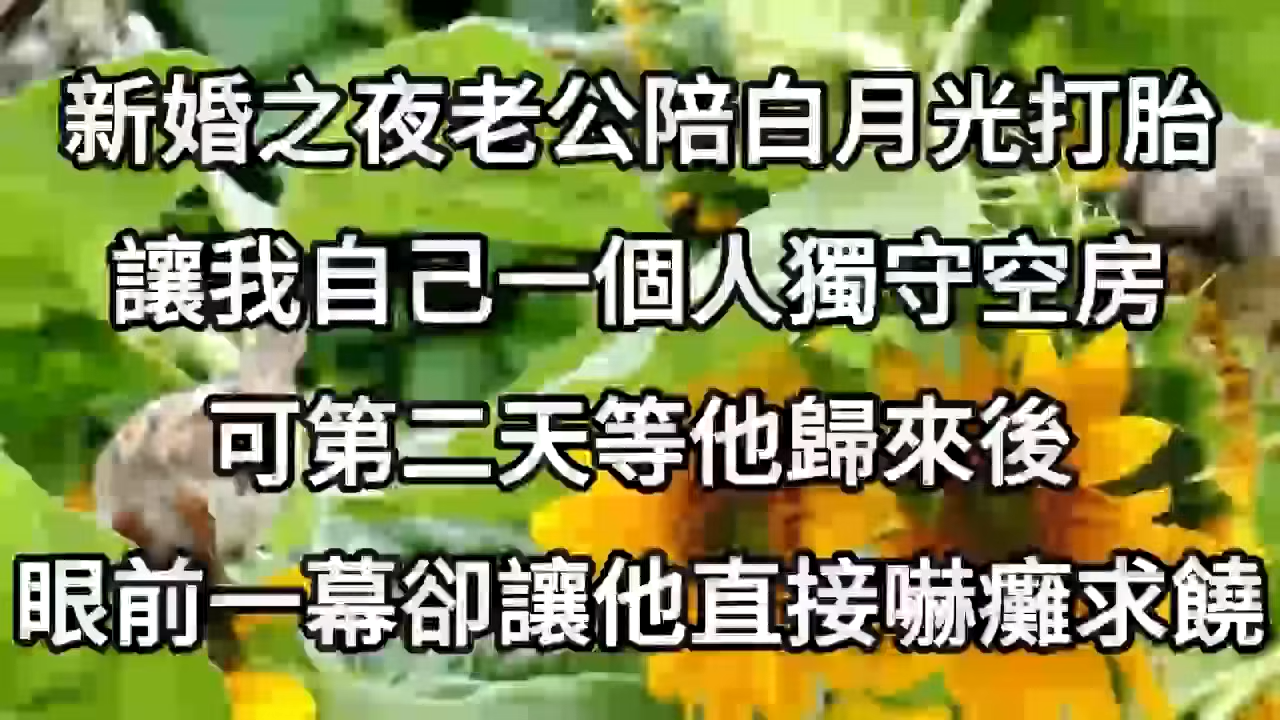 新婚之夜老公陪白月光打胎
讓我自己一個人獨守空房
可第二天等他歸來後
眼前一幕卻讓他直接嚇癱求饒